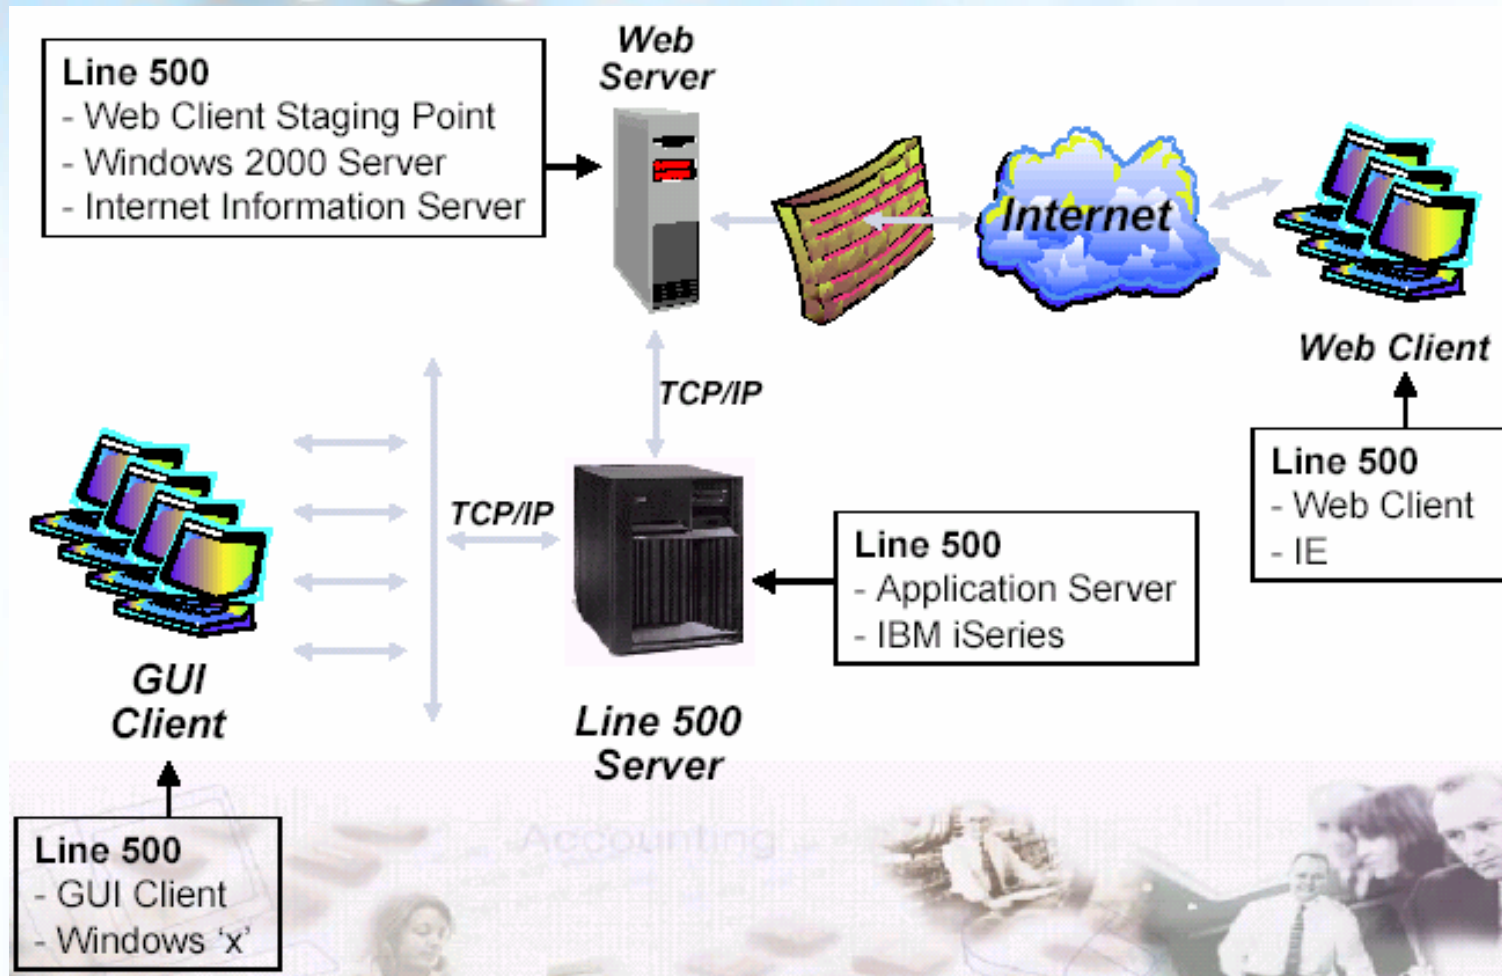 Web
Server
Line 500
- Web Client Staging Point
- Windows 2000 Server
- Internet Information Server
Internet
Web Client
TCP/IP
Line 500
- Web Client
- IE
TCP/IP
Line 500
- Application Server
- IBM iSeries
GUI
Client
Line 500
Server
Accounting
Line 500
- GUI Client
- Windows ‘x’